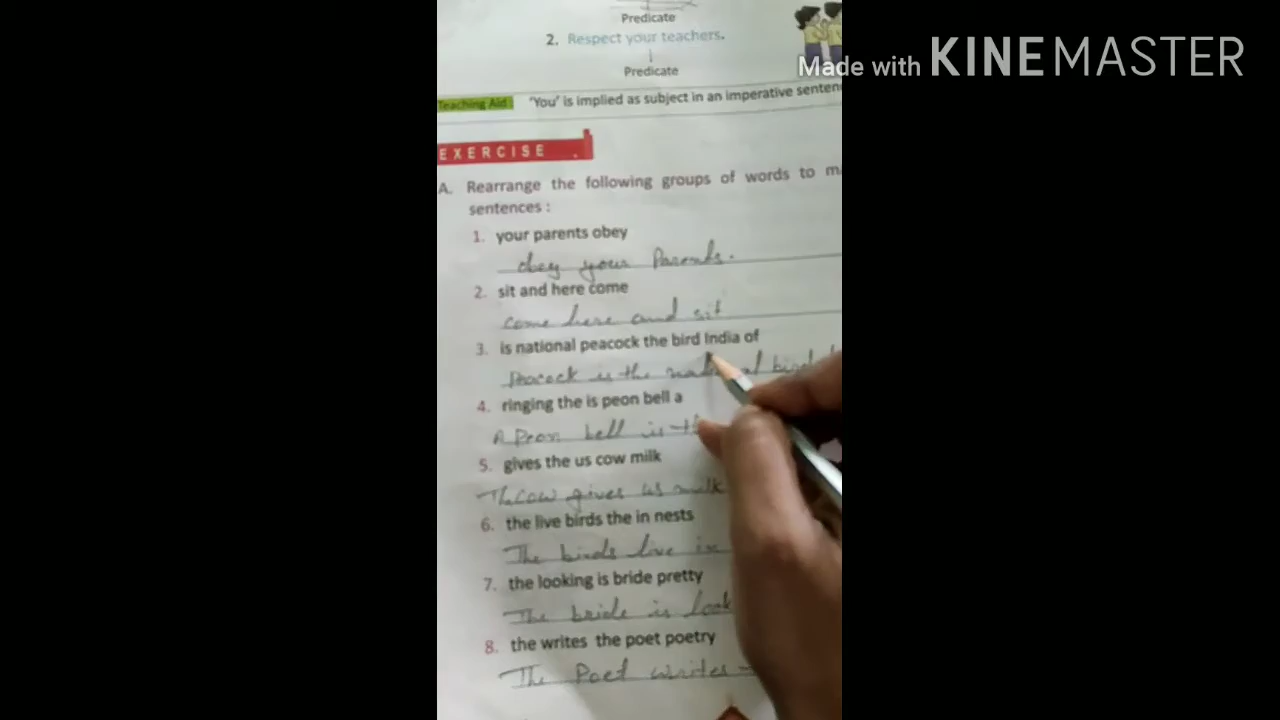 Predicate
2. Respect your teachers.
Predicate
Made with KINEMASTER
Teaching Aid 'You' is implied as subject in an imperative senten
EXERCISE
A. Rearrange the following groups of words to m
sentences :
1. your parents obey
obey your Parents.
2. sit and here come
come here and sit
3. is national peacock the bird India of
Peacock is the national bird
4. ringing the is peon bell a
A Peon bell is
5. gives the us cow milk
The cow gives us milk
6. the live birds the in nests
The birds live in
7. the looking is bride pretty
The bride is look
8. the writes the poet poetry
The Poet writes